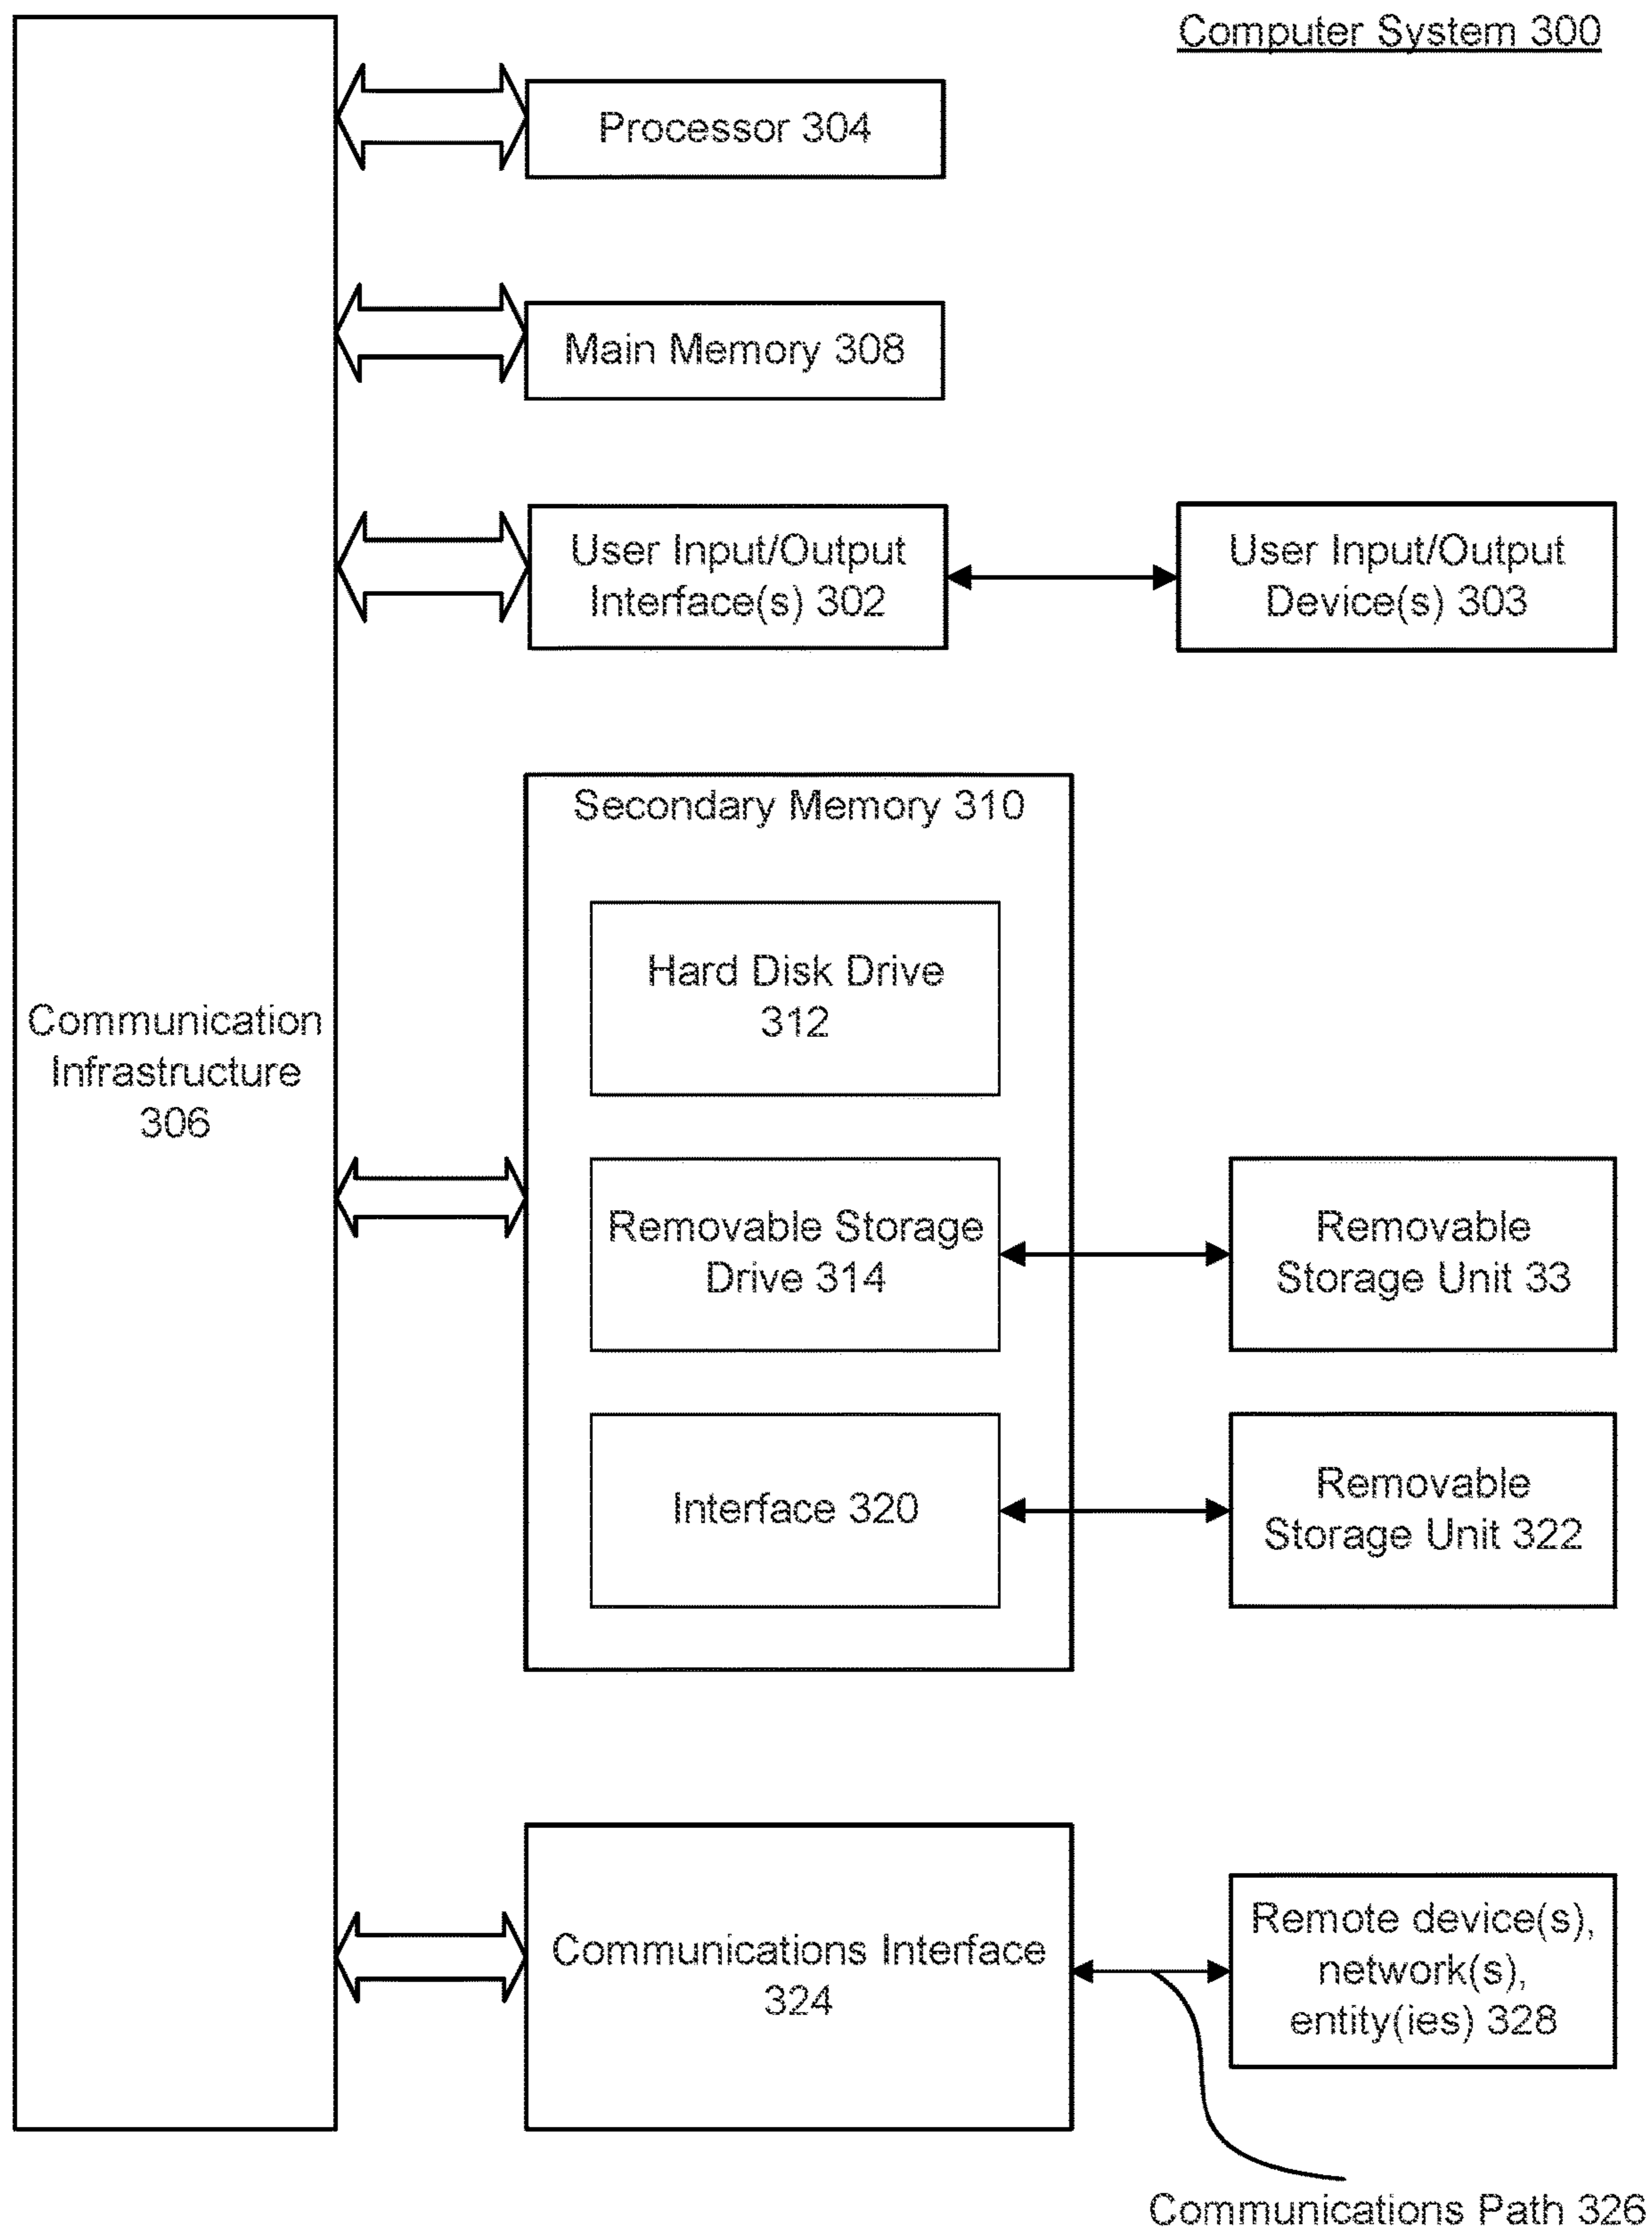 Computer System 300
Processor 304
Main Memory 308
User Input/Output
Interface(s) 302
User Input/Output
Device(s) 303
Secondary Memory 310
Hard Disk Drive
312
Communication
Infrastructure
306
Removable Storage
Drive 314
Removable
Storage Unit 33
Interface 320
Removable
Storage Unit 322
Communications Interface
324
Remote device(s),
network(s),
entity(ies) 328
Communications Path 326